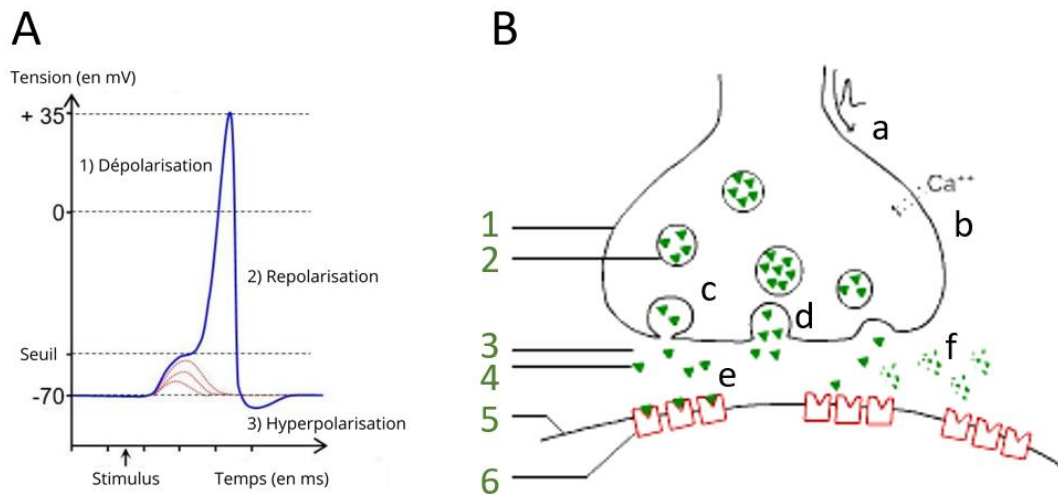 A
Tension (en mV)
+ 35
1) Dépolarisation
0
2) Repolarisation
Seuil
-70
3) Hyperpolarisation
Stimulus
Temps (en ms)
B
a
Ca⁺⁺
b
1
2
c
d
3
4
e
f
5
6